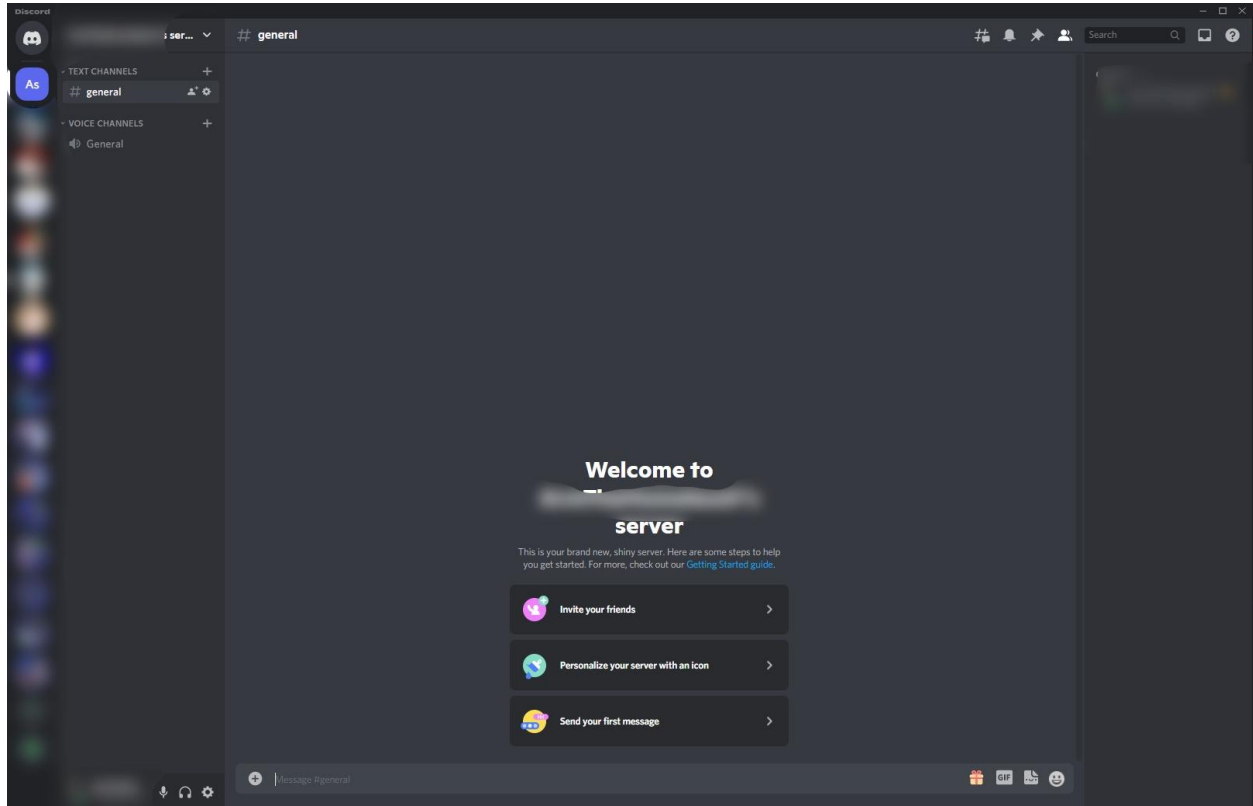 Discord
s ser...
general
Search
TEXT CHANNELS
As
general
VOICE CHANNELS
General
Welcome to
server
This is your brand new, shiny server. Here are some steps to help
you get started. For more, check out our Getting Started guide.
Invite your friends
Personalize your server with an icon
Send your first message
Message #general
GIF